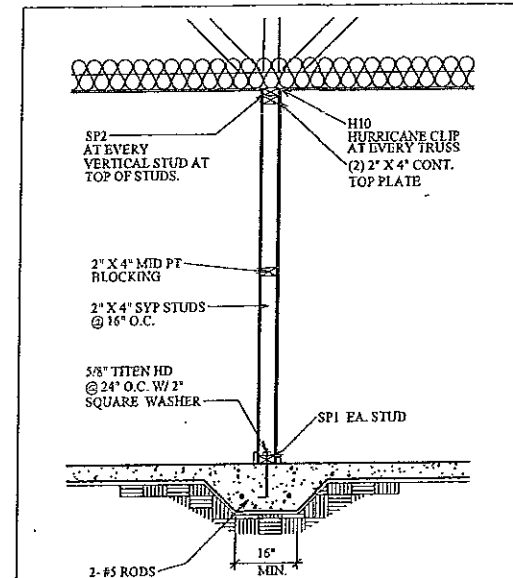 SP2
AT EVERY
VERTICAL STUD AT
TOP OF STUDS.
H10
HURRICANE CLIP
AT EVERY TRUSS
(2) 2" X 4" CONT.
TOP PLATE
2" X 4" MID PT
BLOCKING
2" X 4" SYP STUDS
@ 16" O.C.
5/8" TITEN HD
@ 24" O.C. W/ 2"
SQUARE WASHER
SP1 EA. STUD
2- #5 RODS
16"
MIN.